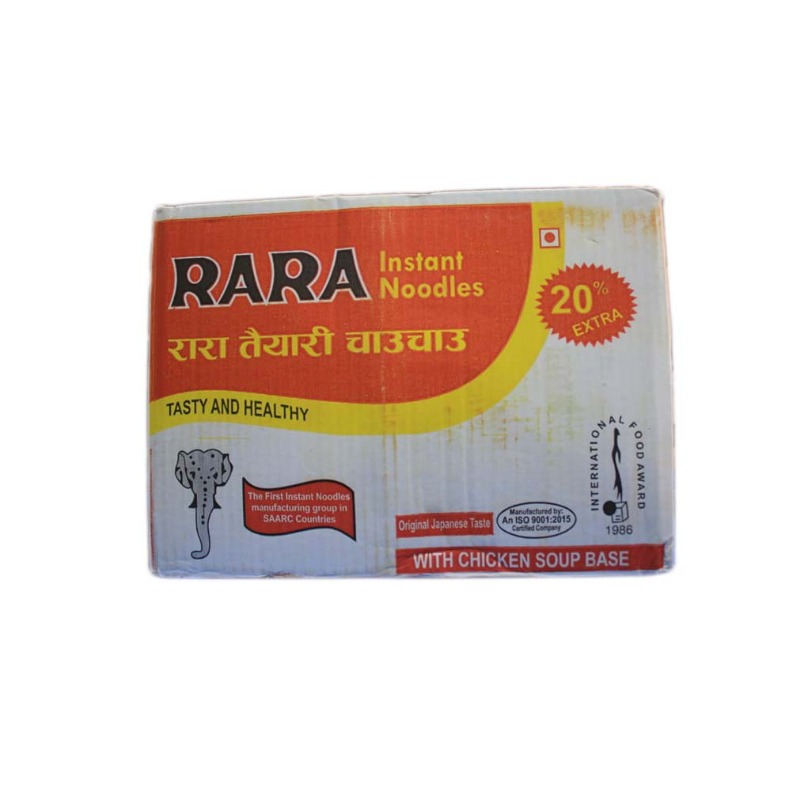 RARA
Instant
Noodles
रारा तैयारी चाउचाउ
20%
EXTRA
TASTY AND HEALTHY
The First Instant Noodles
manufacturing group in
SAARC Countries
Original Japanese Taste
Manufactured by:
An ISO 9001:2015
Certified Company
INTERNATIONAL FOOD AWARD
1986
WITH CHICKEN SOUP BASE